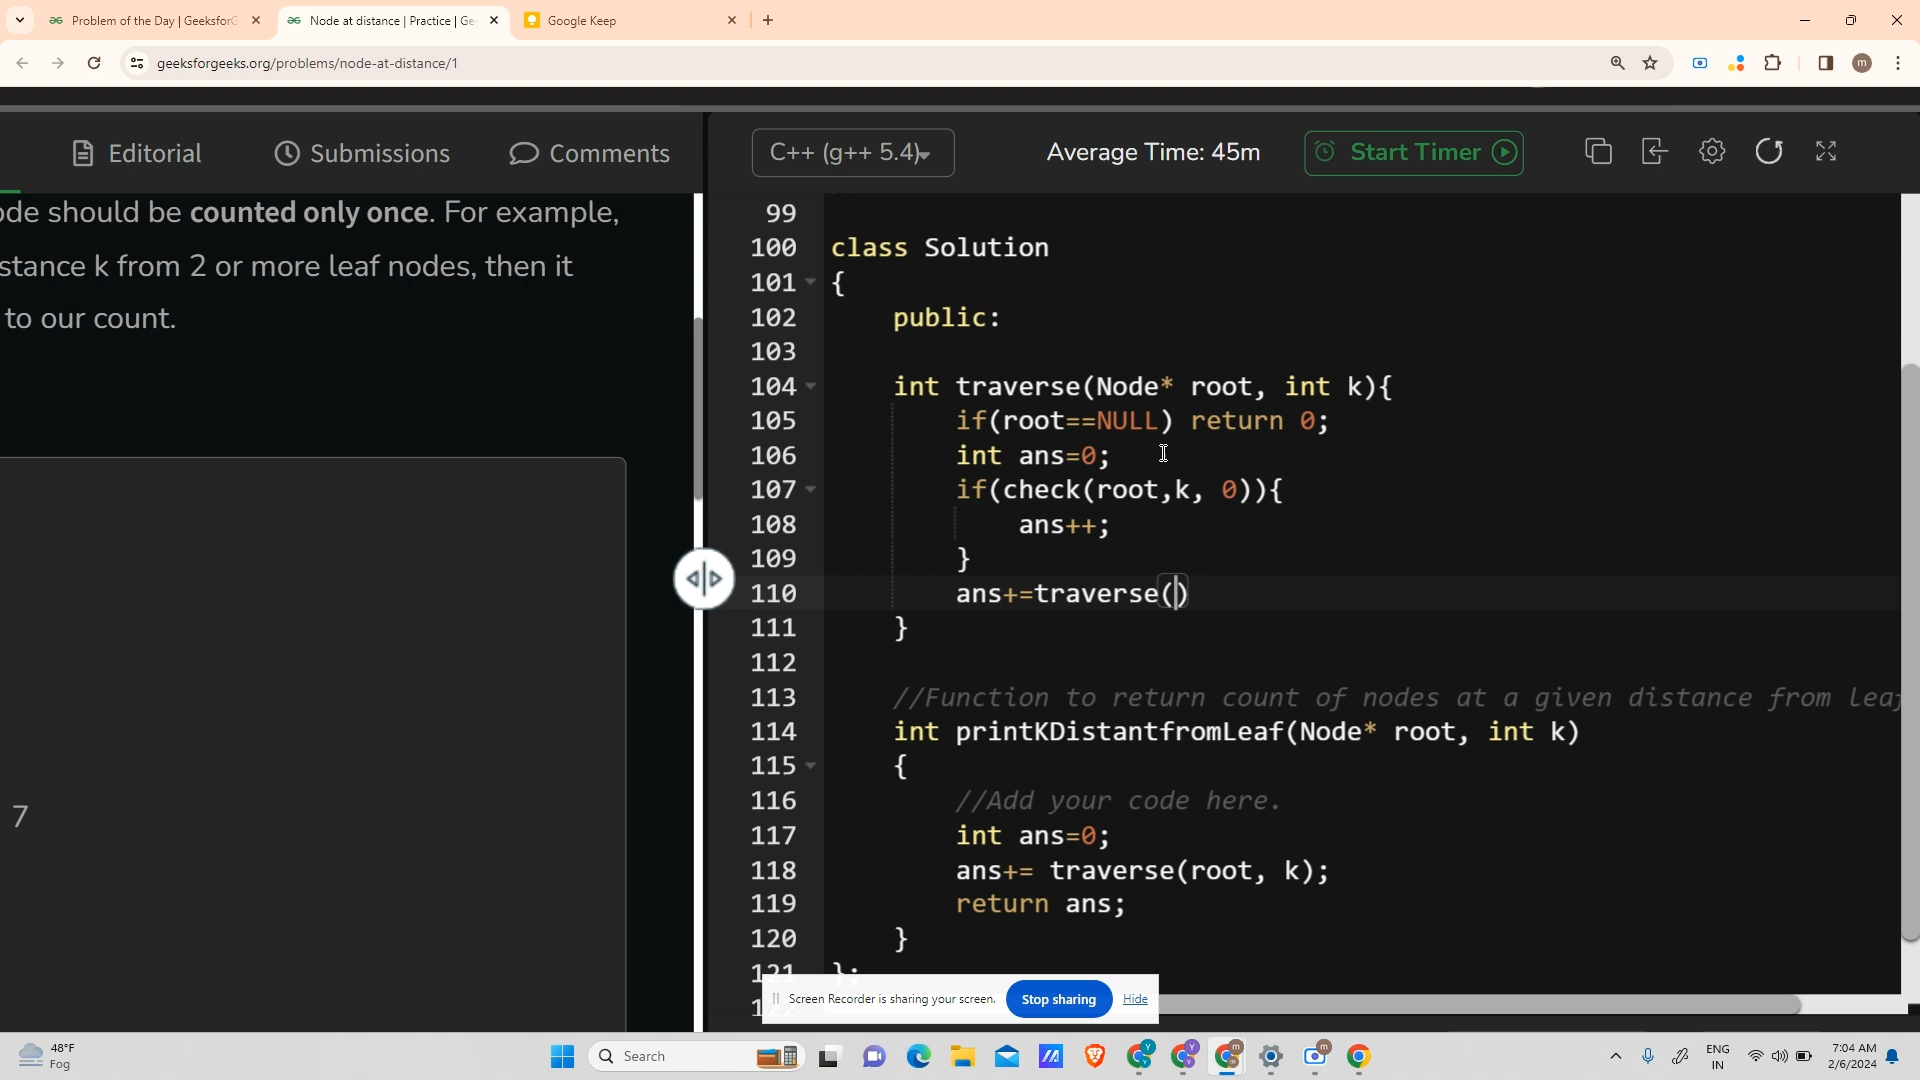 Problem of the Day | GeeksforG
Node at distance | Practice | Ge
Google Keep
geeksforgeeks.org/problems/node-at-distance/1
m
Editorial
Submissions
Comments
C++ (g++ 5.4)
Average Time: 45m
Start Timer
ode should be counted only once. For example,
stance k from 2 or more leaf nodes, then it
to our count.
7
99
100 class Solution
101 {
102 public:
103
104 int traverse(Node* root, int k){
105 if(root==NULL) return 0;
106 int ans=0;
107 if(check(root,k, 0)){
108 ans++;
109 }
110 ans+=traverse()
111 }
112
113 //Function to return count of nodes at a given distance from leaf
114 int printKDistantfromLeaf(Node* root, int k)
115 {
116 //Add your code here.
117 int ans=0;
118 ans+= traverse(root, k);
119 return ans;
120 }
121 };
Screen Recorder is sharing your screen.
Stop sharing
Hide
48°F
Fog
Search
ENG
IN
7:04 AM
2/6/2024